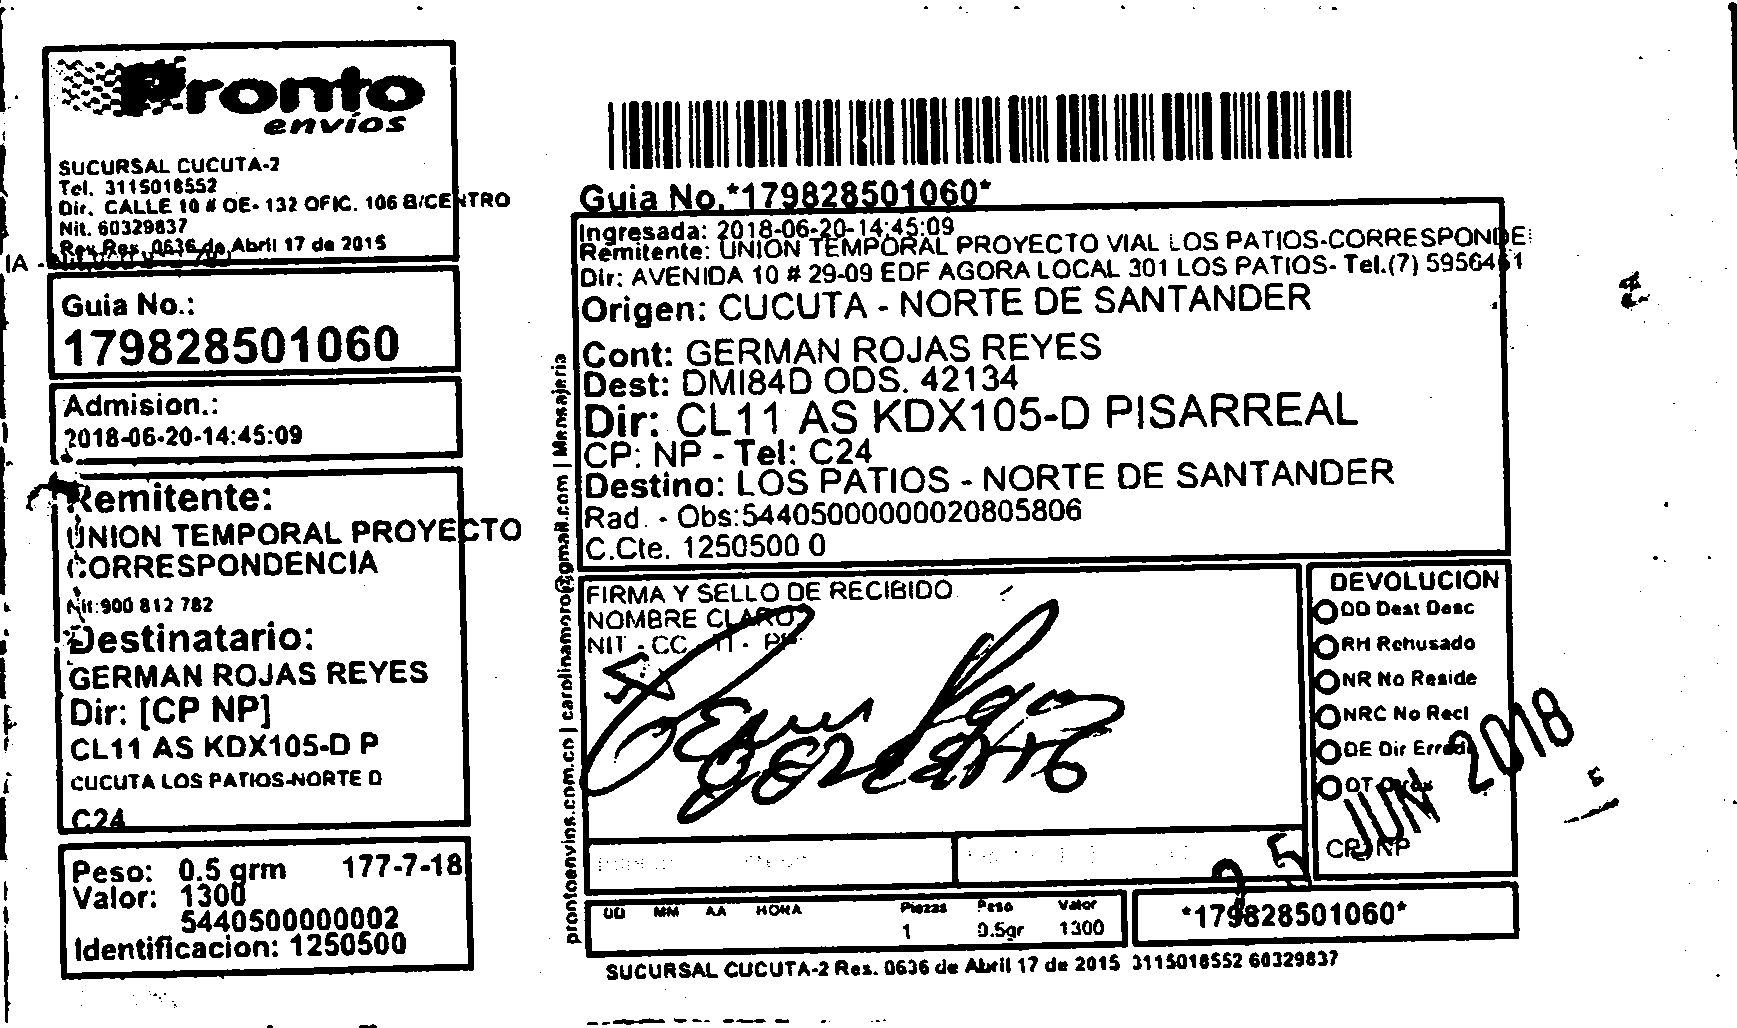 Pronto
envíos
SUCURSAL CUCUTA-2
Tel. 3115018552
Dir. CALLE 10 # OE- 132 OFIC. 106 B/CENTRO
Nit. 60329837
Res. 0636 de Abril 17 de 2015
IA -
Guia No.:
179828501060
Admision.:
2018-06-20-14:45:09
Remitente:
UNION TEMPORAL PROYECTO
CORRESPONDENCIA
Nit:900 812 782
Destinatario:
GERMAN ROJAS REYES
Dir: [CP NP]
CL11 AS KDX105-D P
CUCUTA LOS PATIOS-NORTE D
C24
Peso: 0.5 grm 177-7-18
Valor: 1300
5440500000002
Identificacion: 1250500
prontoenvios.com.co | carolinamoro@gmail.com | Mensajeria
Guia No.*179828501060*
Ingresada: 2018-06-20-14:45:09
Remitente: UNION TEMPORAL PROYECTO VIAL LOS PATIOS-CORRESPONDE
Dir: AVENIDA 10 # 29-09 EDF AGORA LOCAL 301 LOS PATIOS- Tel.(7) 5956461
Origen: CUCUTA - NORTE DE SANTANDER
Cont: GERMAN ROJAS REYES
Dest: DMI84D ODS. 42134
Dir: CL11 AS KDX105-D PISARREAL
CP: NP - Tel: C24
Destino: LOS PATIOS - NORTE DE SANTANDER
Rad. - Obs:54405000000020805806
C.Cte. 1250500 0
FIRMA Y SELLO DE RECIBIDO
NOMBRE CLARO
NIT - CC - TI -
DEVOLUCION
DD Dest Desc
RH Rehusado
NR No Reside
NRC No Recl
DE Dir Errada
OT
CP: NP
25 JUN 2018
DD MM AA HORA Piezas Peso Valor
1 0.5gr 1300
*179828501060*
SUCURSAL CUCUTA-2 Res. 0636 de Abril 17 de 2015 3115018552 60329837